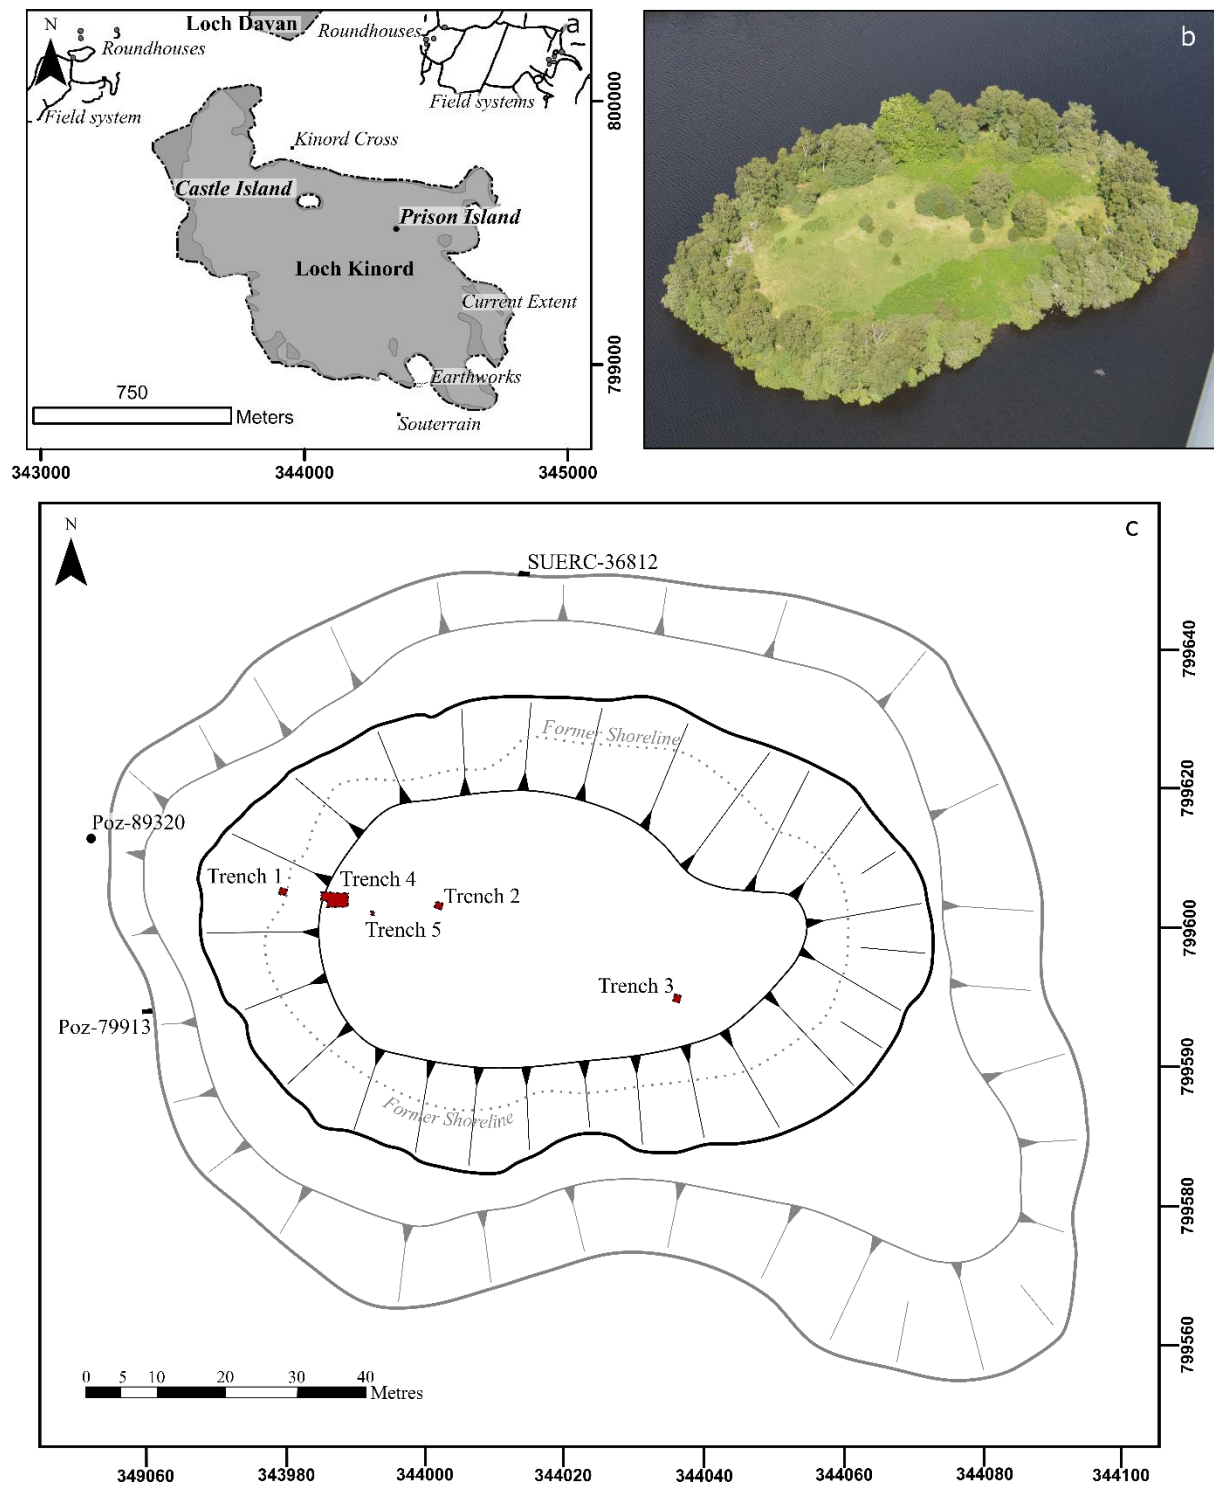 Loch Davan
a
N
Roundhouses
Roundhouses
Field system
Field systems
800000
Kinord Cross
Castle Island
Prison Island
Loch Kinord
Current Extent
799000
Earthworks
Souterrain
750
Meters
343000
344000
345000
b
c
N
SUERC-36812
799640
Former Shoreline
799620
Poz-89320
Trench 1
Trench 4
Trench 2
Trench 5
799600
Trench 3
Poz-79913
799590
Former Shoreline
799580
799560
0 5 10 20 30 40
Metres
349060
343980
344000
344020
344040
344060
344080
344100